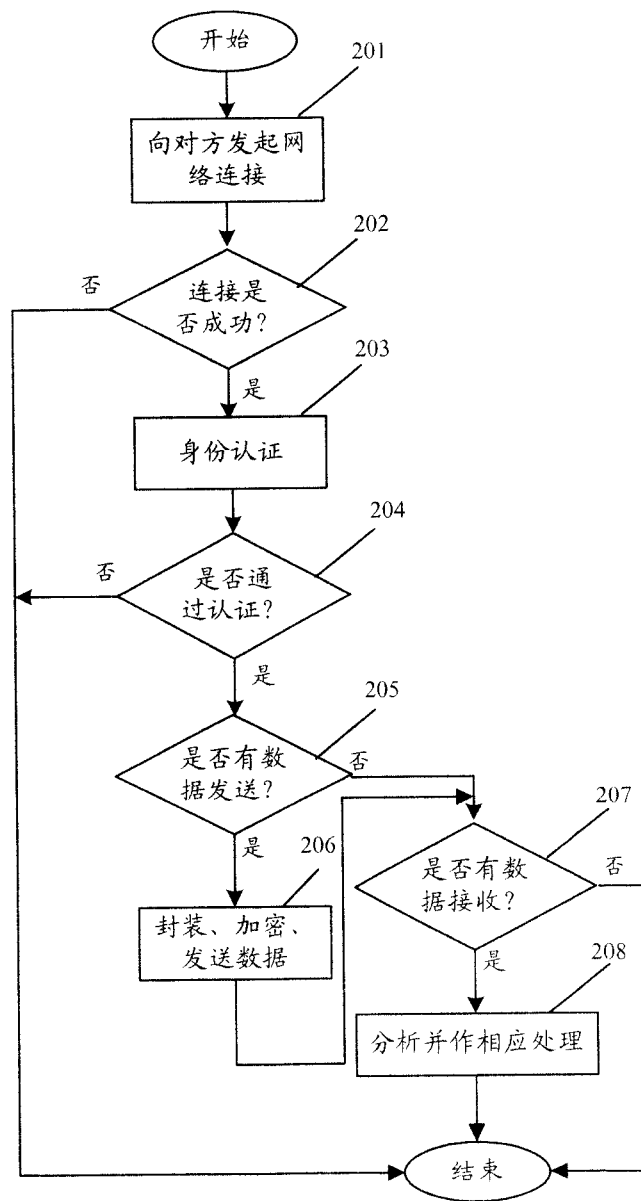 开始
201
向对方发起网
络连接
202
否
连接是
否成功?
是
203
身份认证
204
否
是否通
过认证?
是
205
是否有数
据发送?
否
207
是
206
是否有数
据接收?
否
封装、加密、
发送数据
是
208
分析并作相应处理
结束